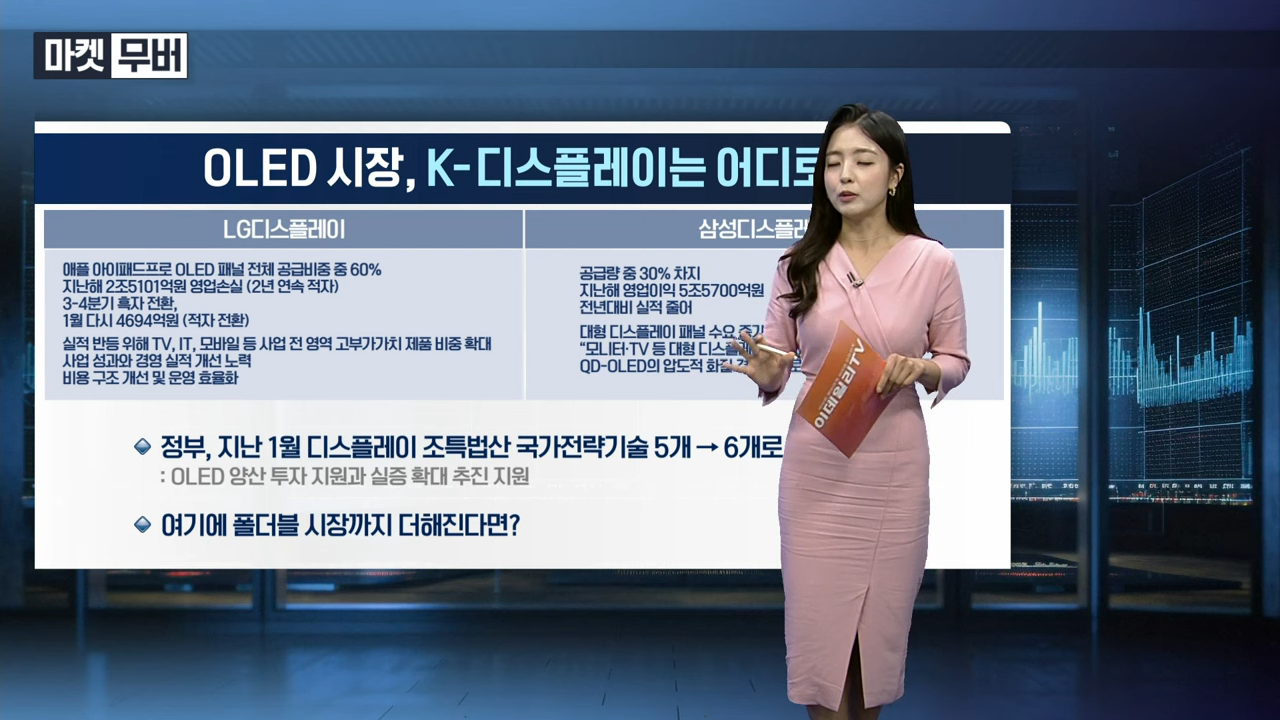 마켓 무버
OLED 시장, K-디스플레이는 어디로
LG디스플레이
애플 아이패드프로 OLED 패널 전체 공급비중 중 60%
지난해 2조5101억원 영업손실 (2년 연속 적자)
3-4분기 흑자 전환,
1월 다시 4694억원 (적자 전환)
실적 반등 위해 TV, IT, 모바일 등 사업 전 영역 고부가가치 제품 비중 확대
사업 성과와 경영 실적 개선 노력
비용 구조 개선 및 운영 효율화
삼성디스플레
공급량 중 30% 차지
지난해 영업이익 5조5700억원
전년대비 실적 줄어
대형 디스플레이 패널 수요 증가
“모니터·TV 등 대형 디스플레
QD-OLED의 압도적 화질
정부, 지난 1월 디스플레이 조특법산 국가전략기술 5개 → 6개로
: OLED 양산 투자 지원과 실증 확대 추진 지원
여기에 폴더블 시장까지 더해진다면?
이데일리TV